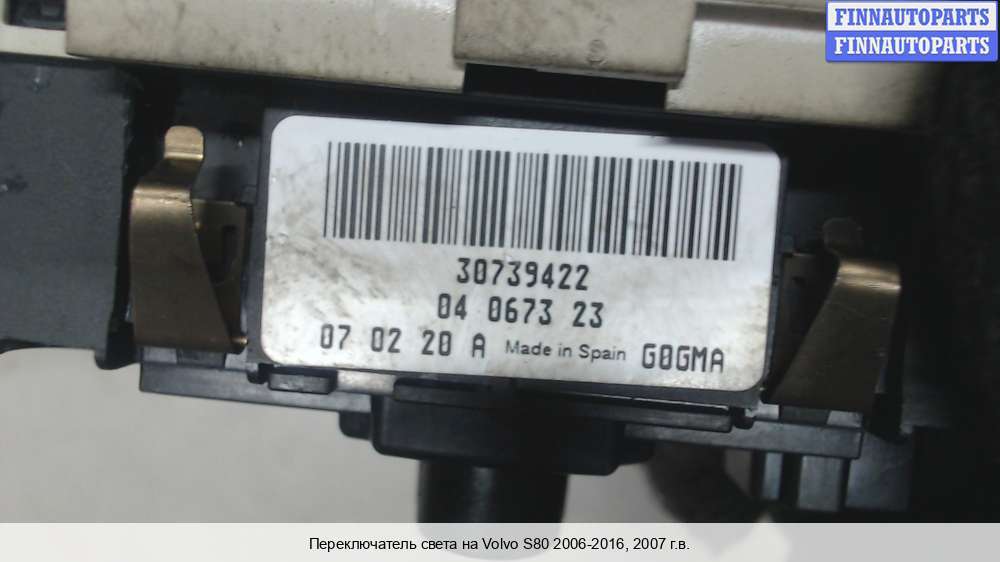 FINNAUTOPARTS
FINNAUTOPARTS
30739422
04 0673 23
07 02 20 A Made in Spain G0GMA
Переключатель света на Volvo S80 2006-2016, 2007 г.в.